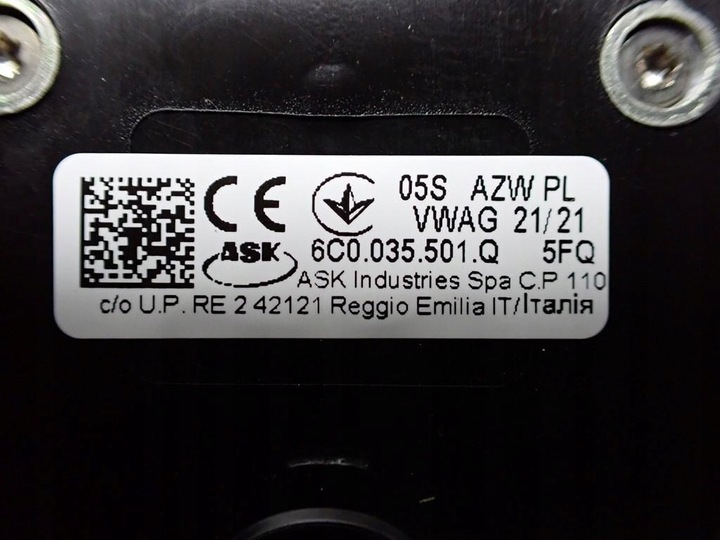 CE 05S AZW PL
VWAG 21/21
ASK 6C0.035.501.Q 5FQ
ASK Industries Spa C.P 110
c/o U.P. RE 2 42121 Reggio Emilia IT/Італія